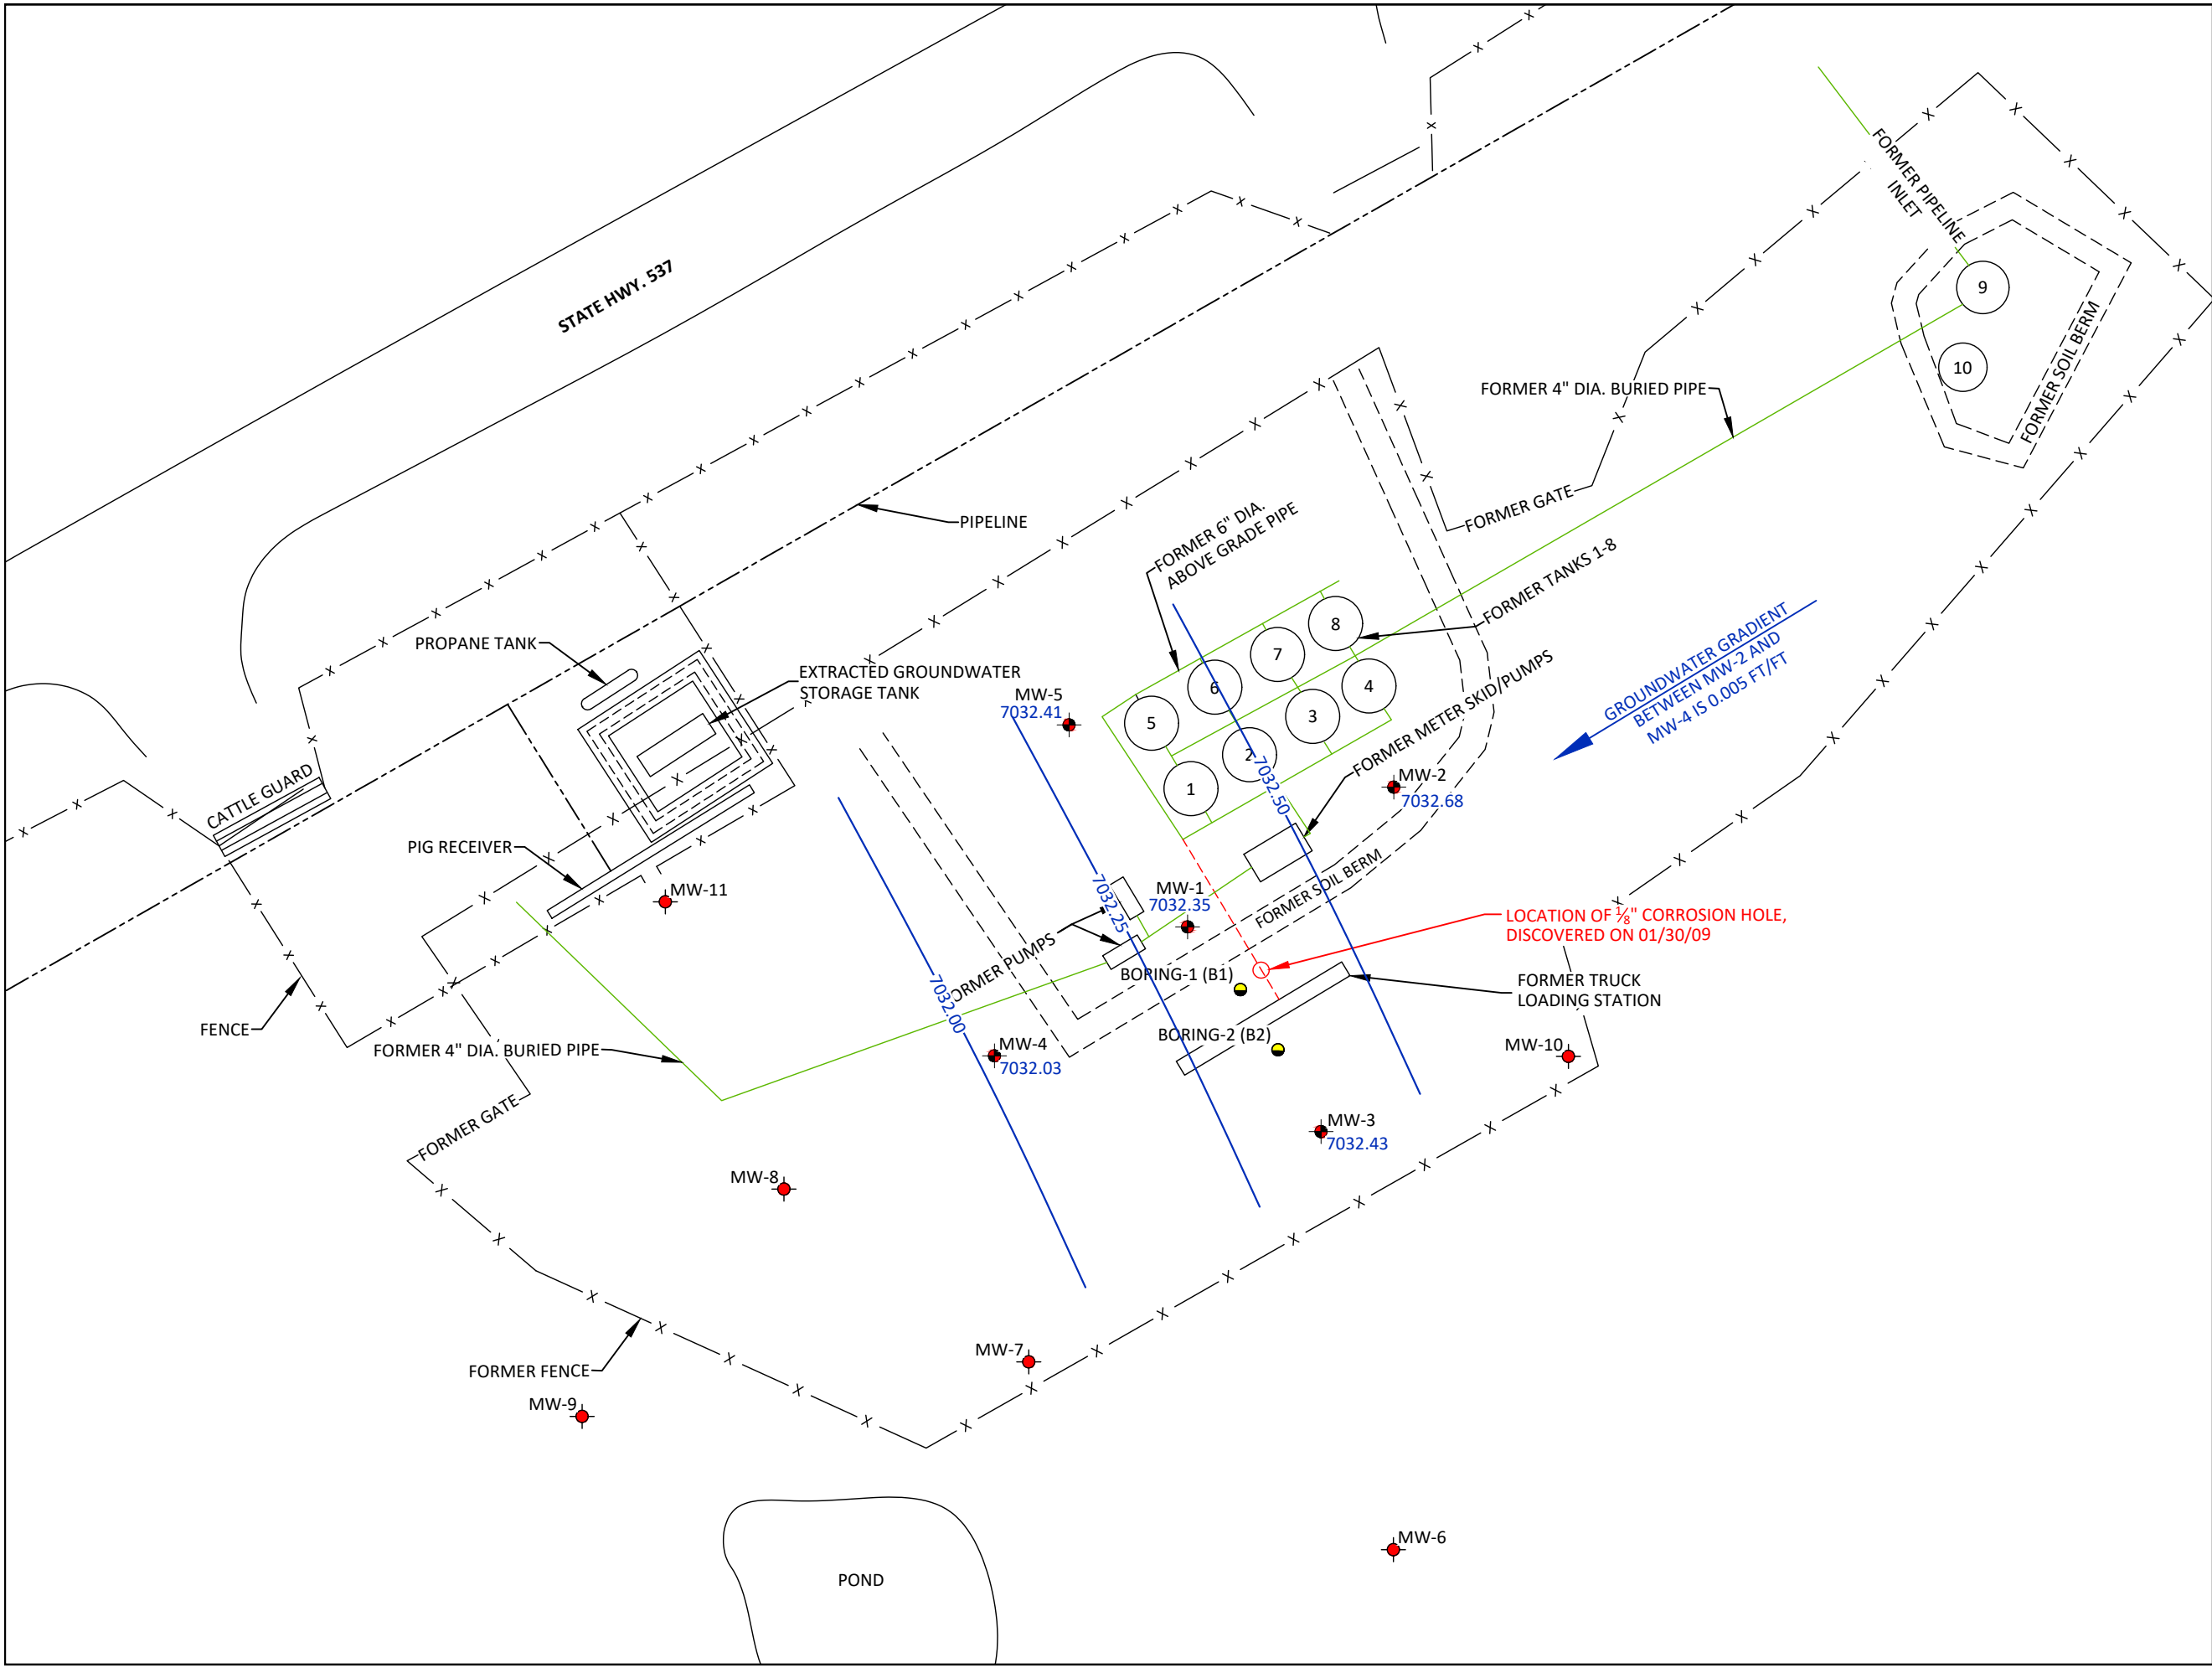 STATE HWY. 537
FORMER PIPELINE
INLET
9
10
FORMER SOIL BERM
FORMER 4" DIA. BURIED PIPE
FORMER GATE
PIPELINE
FORMER 6" DIA.
ABOVE GRADE PIPE
FORMER TANKS 1-8
8
7
6
5
4
3
2
1
FORMER METER SKID/PUMPS
GROUNDWATER GRADIENT
BETWEEN MW-2 AND
MW-4 IS 0.005 FT/FT
PROPANE TANK
EXTRACTED GROUNDWATER
STORAGE TANK
MW-5
7032.41
MW-2
7032.68
7032.50
CATTLE GUARD
PIG RECEIVER
MW-11
MW-1
7032.35
7032.25
FORMER SOIL BERM
LOCATION OF ⅛" CORROSION HOLE,
DISCOVERED ON 01/30/09
FORMER PUMPS
BORING-1 (B1)
FORMER TRUCK
LOADING STATION
7032.00
FENCE
FORMER 4" DIA. BURIED PIPE
MW-4
7032.03
BORING-2 (B2)
MW-10
FORMER GATE
MW-3
7032.43
MW-8
MW-7
FORMER FENCE
MW-9
MW-6
POND